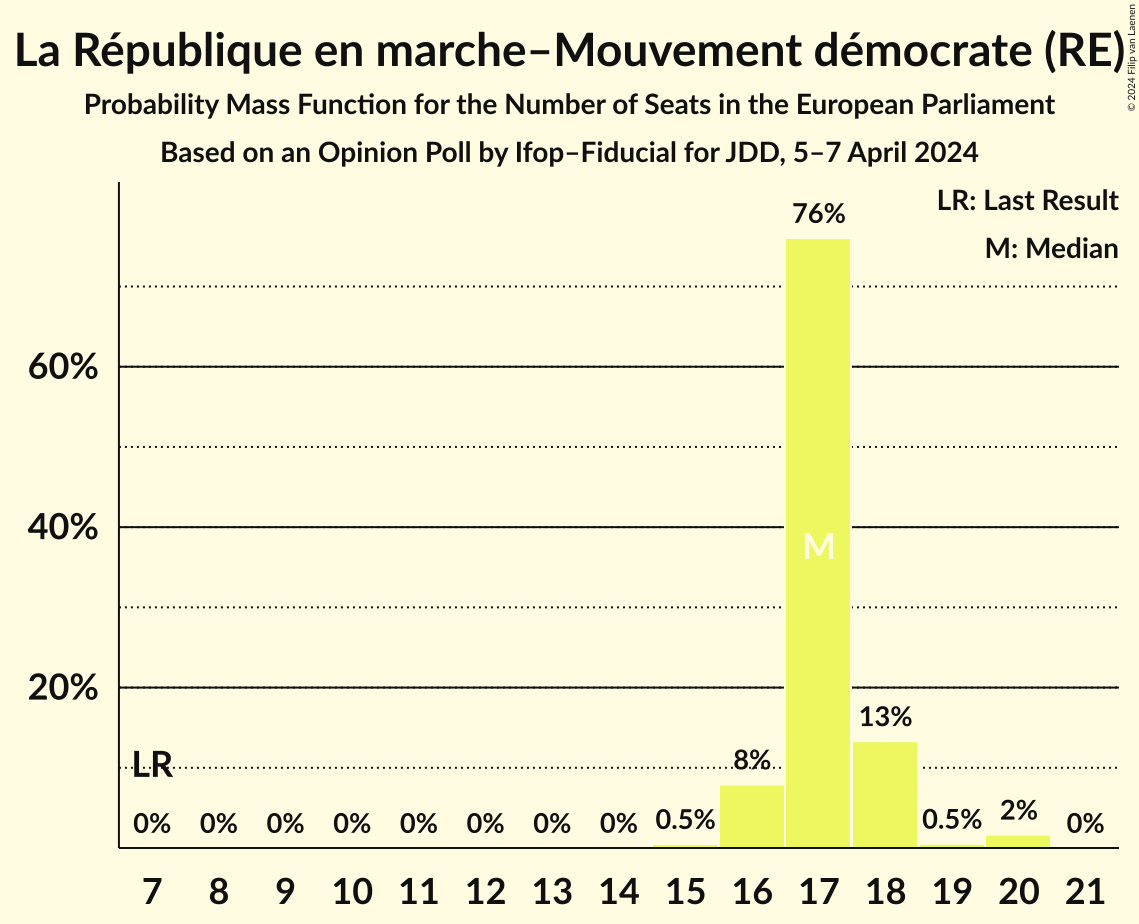 La République en marche–Mouvement démocrate (RE)
© 2024 Filip van Laenen
Probability Mass Function for the Number of Seats in the European Parliament
Based on an Opinion Poll by Ifop–Fiducial for JDD, 5–7 April 2024
LR: Last Result
M: Median
76%
60%
40%
M
20%
13%
LR
8%
0% 0% 0% 0% 0% 0% 0% 0% 0.5% 0.5% 2% 0%
7 8 9 10 11 12 13 14 15 16 17 18 19 20 21